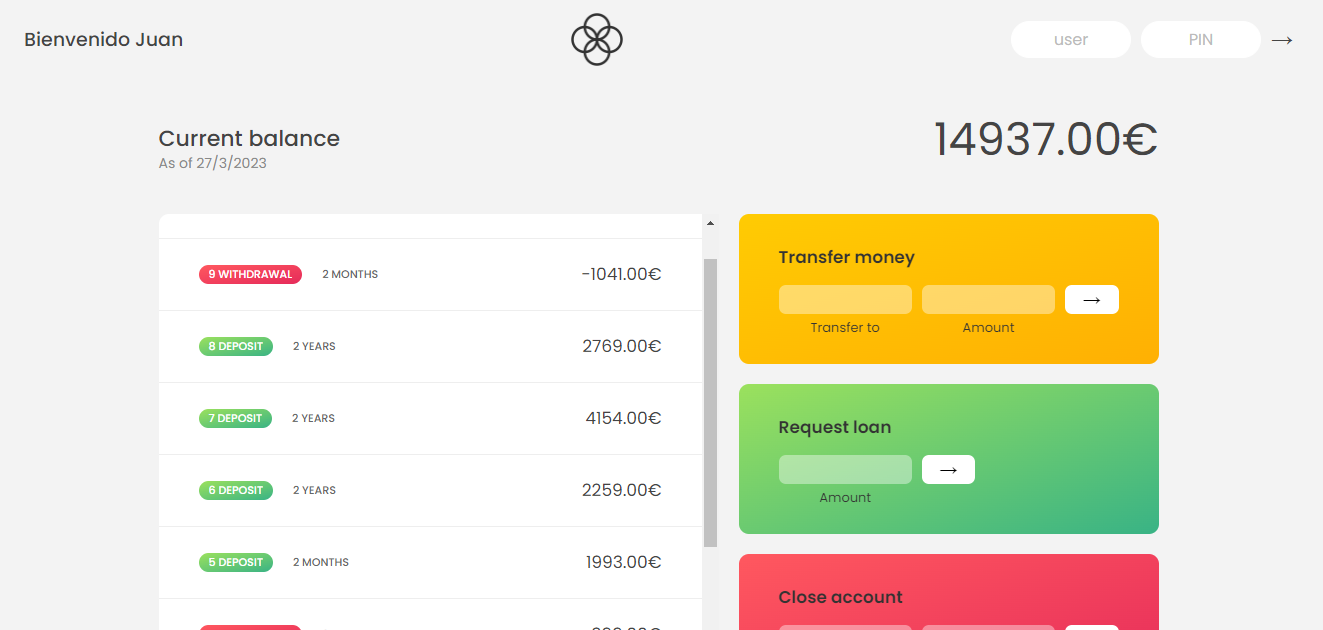 Bienvenido Juan
user
PIN
→
Current balance
As of 27/3/2023
14937.00€
9 WITHDRAWAL 2 MONTHS -1041.00€
8 DEPOSIT 2 YEARS 2769.00€
7 DEPOSIT 2 YEARS 4154.00€
6 DEPOSIT 2 YEARS 2259.00€
5 DEPOSIT 2 MONTHS 1993.00€
Transfer money
→
Transfer to
Amount
Request loan
→
Amount
Close account